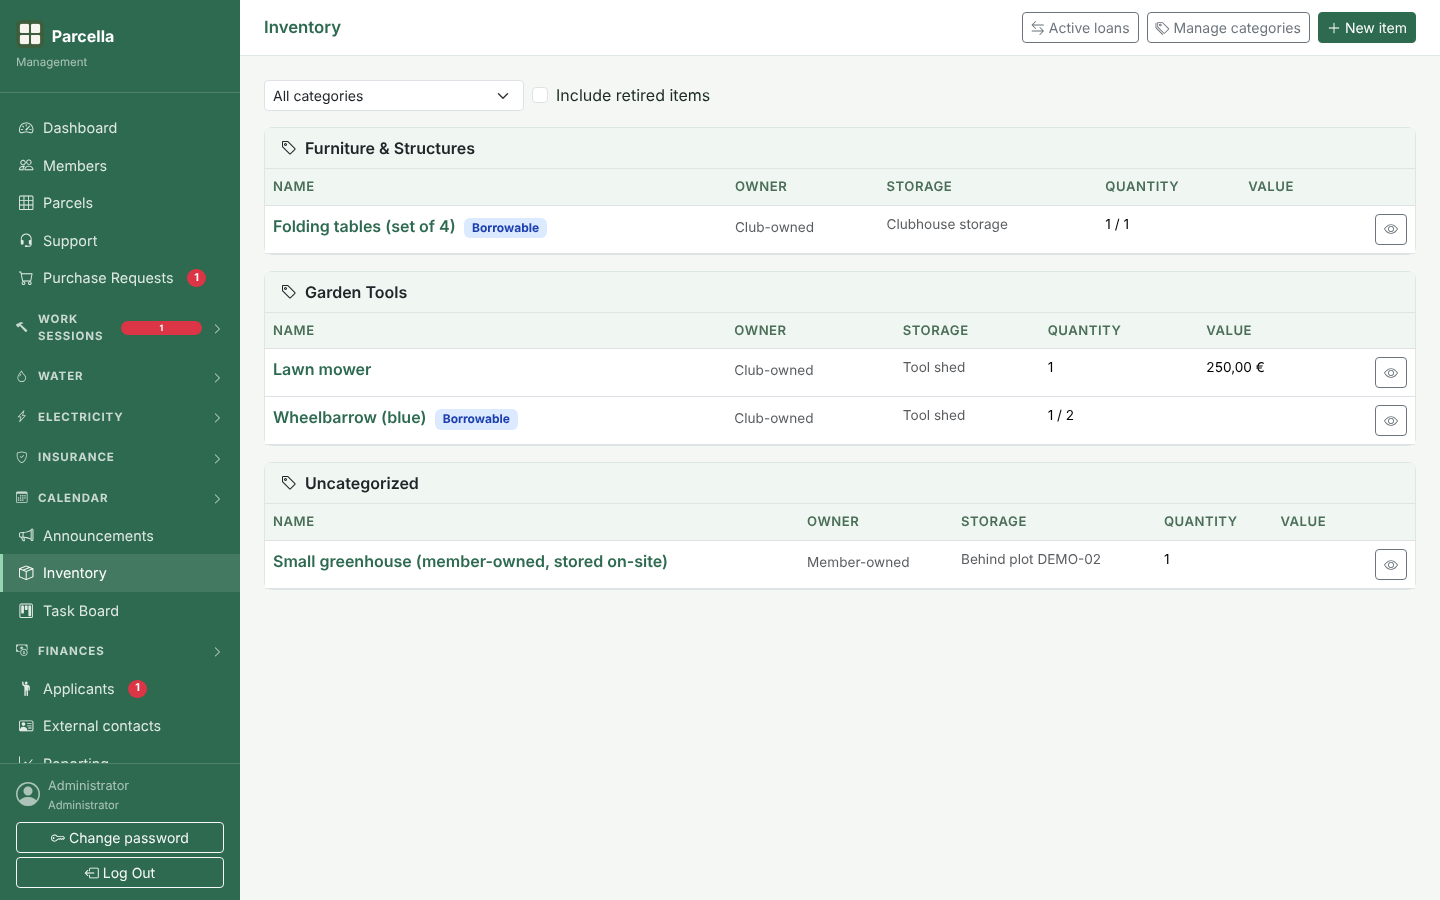 Parcella
Management
Dashboard
Members
Parcels
Support
Purchase Requests 1
WORK SESSIONS 1
WATER
ELECTRICITY
INSURANCE
CALENDAR
Announcements
Inventory
Task Board
FINANCES
Applicants 1
External contacts
Reporting
Administrator
Administrator
Change password
Log Out
Inventory
Active loans
Manage categories
New item
All categories
Include retired items
Furniture & Structures
NAME OWNER STORAGE QUANTITY VALUE
Folding tables (set of 4) Borrowable Club-owned Clubhouse storage 1 / 1
Garden Tools
NAME OWNER STORAGE QUANTITY VALUE
Lawn mower Club-owned Tool shed 1 250,00 €
Wheelbarrow (blue) Borrowable Club-owned Tool shed 1 / 2
Uncategorized
NAME OWNER STORAGE QUANTITY VALUE
Small greenhouse (member-owned, stored on-site) Member-owned Behind plot DEMO-02 1